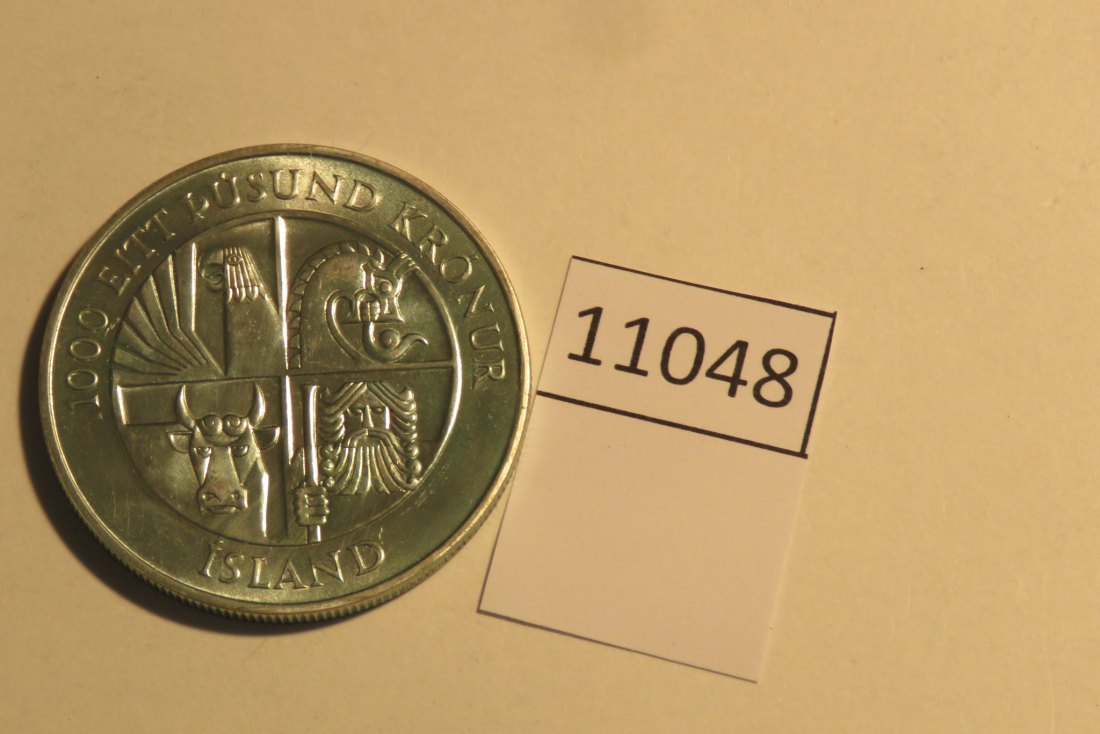 1000 EITT ÞÚSUND KRÓNUR
ÍSLAND
11048